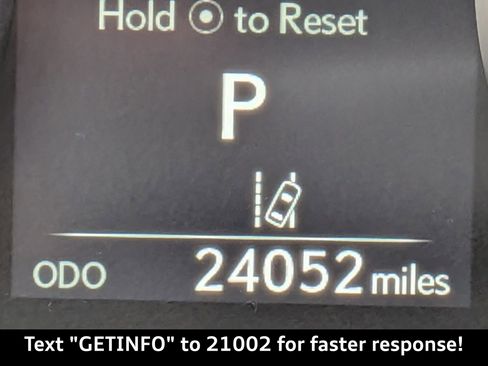 Hold ⦿ to Reset
P
ODO 24052 miles
Text "GETINFO" to 21002 for faster response!